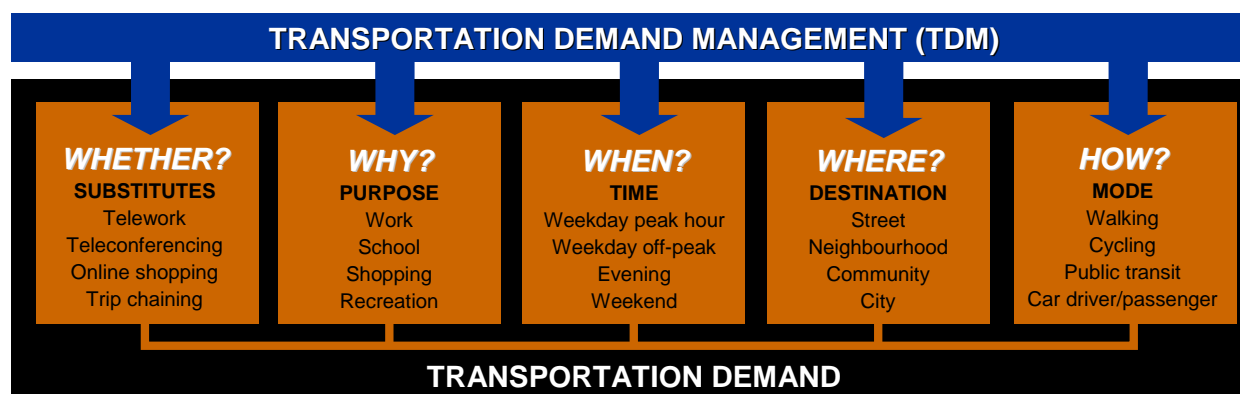 TRANSPORTATION DEMAND MANAGEMENT (TDM)
WHETHER?
SUBSTITUTES
Telework
Teleconferencing
Online shopping
Trip chaining
WHY?
PURPOSE
Work
School
Shopping
Recreation
WHEN?
TIME
Weekday peak hour
Weekday off-peak
Evening
Weekend
WHERE?
DESTINATION
Street
Neighbourhood
Community
City
HOW?
MODE
Walking
Cycling
Public transit
Car driver/passenger
TRANSPORTATION DEMAND